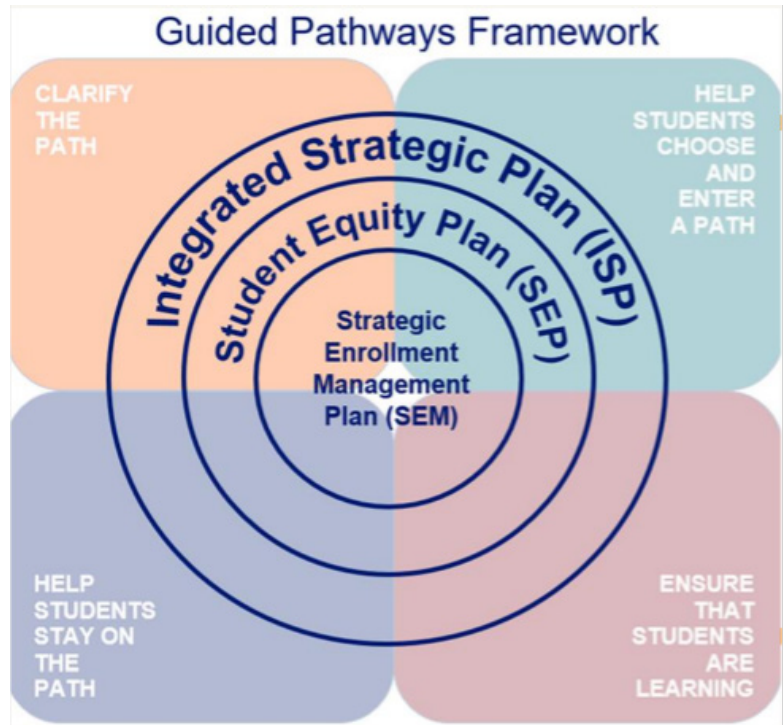 Guided Pathways Framework
CLARIFY
THE
PATH
HELP
STUDENTS
CHOOSE
AND
ENTER
A PATH
Integrated Strategic Plan (ISP)
Student Equity Plan (SEP)
Strategic
Enrollment
Management
Plan (SEM)
HELP
STUDENTS
STAY ON
THE
PATH
ENSURE
THAT
STUDENTS
ARE
LEARNING